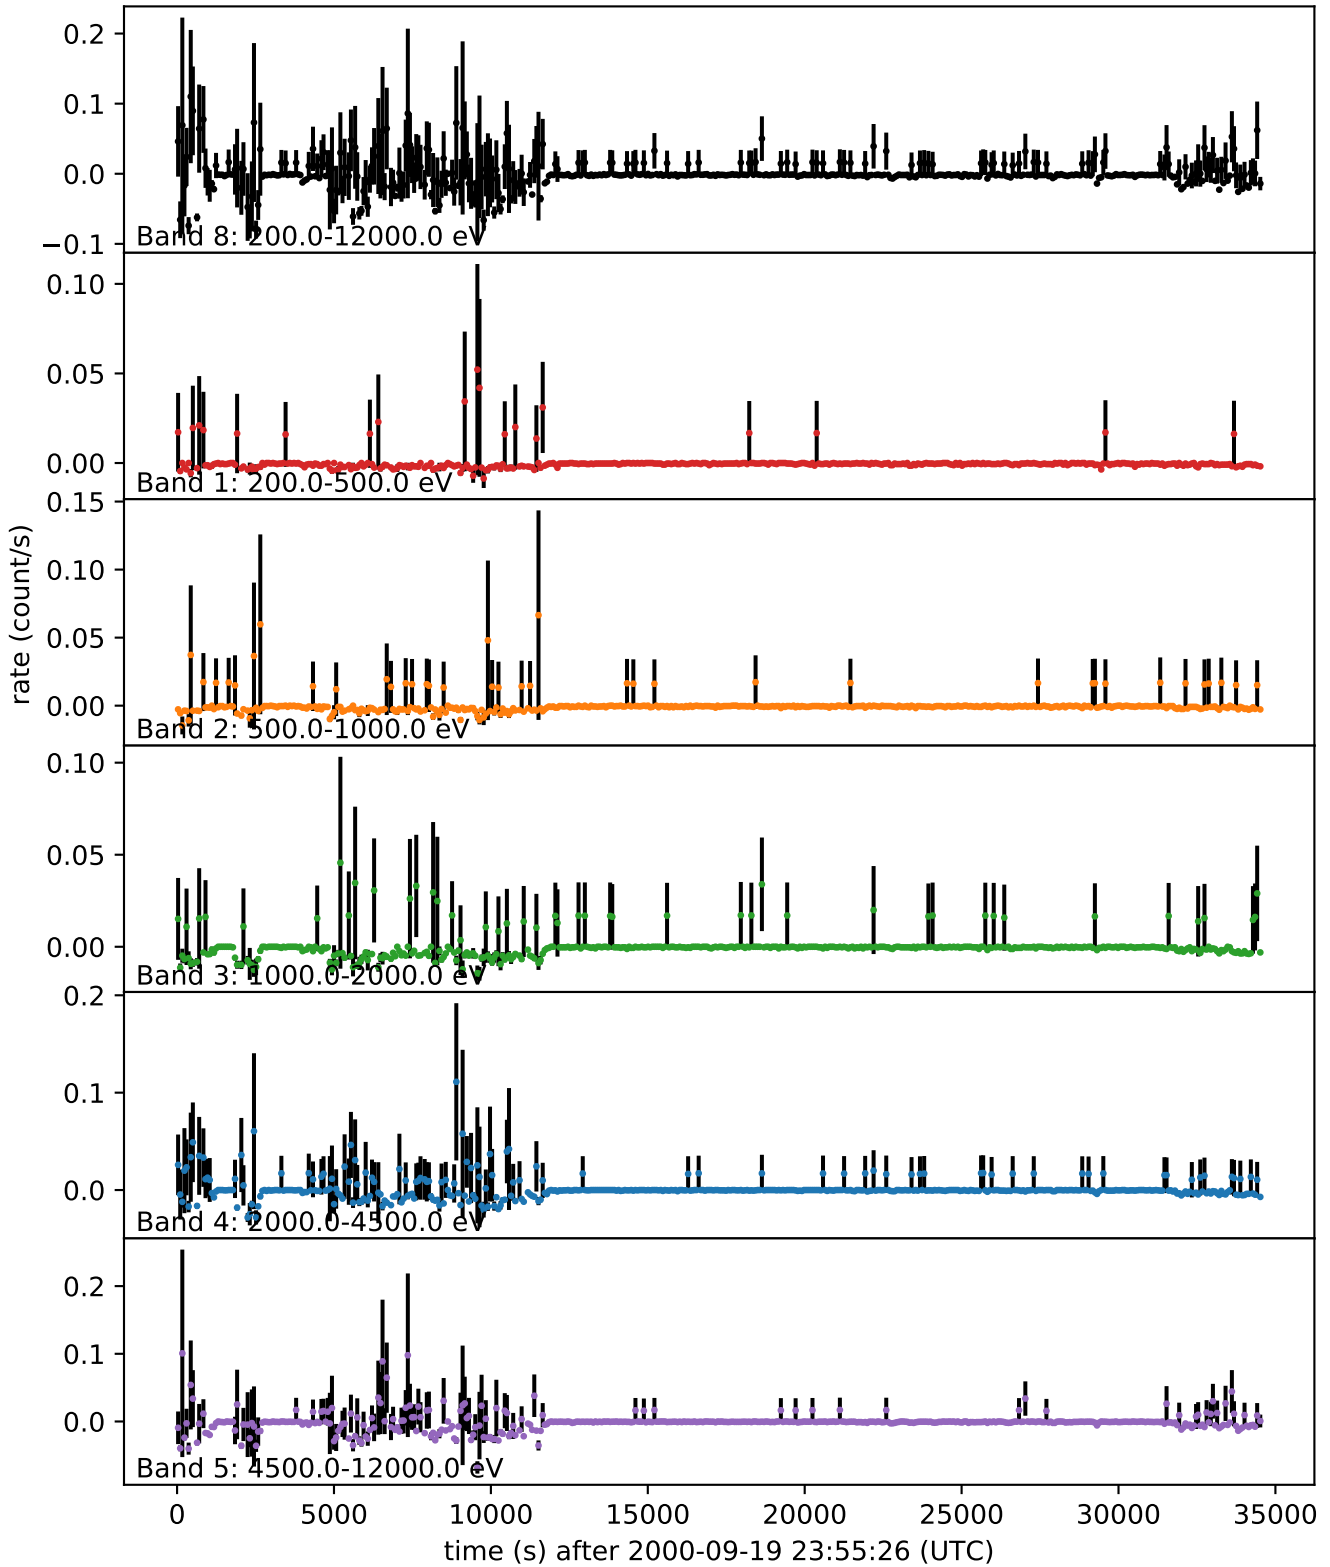 0.2
0.1
0.0
−0.1
Band 8: 200.0-12000.0 eV
0.10
0.05
0.00
Band 1: 200.0-500.0 eV
0.15
0.10
0.05
0.00
Band 2: 500.0-1000.0 eV
rate (count/s)
0.10
0.05
0.00
Band 3: 1000.0-2000.0 eV
0.2
0.1
0.0
Band 4: 2000.0-4500.0 eV
0.2
0.1
0.0
Band 5: 4500.0-12000.0 eV
0 5000 10000 15000 20000 25000 30000 35000
time (s) after 2000-09-19 23:55:26 (UTC)